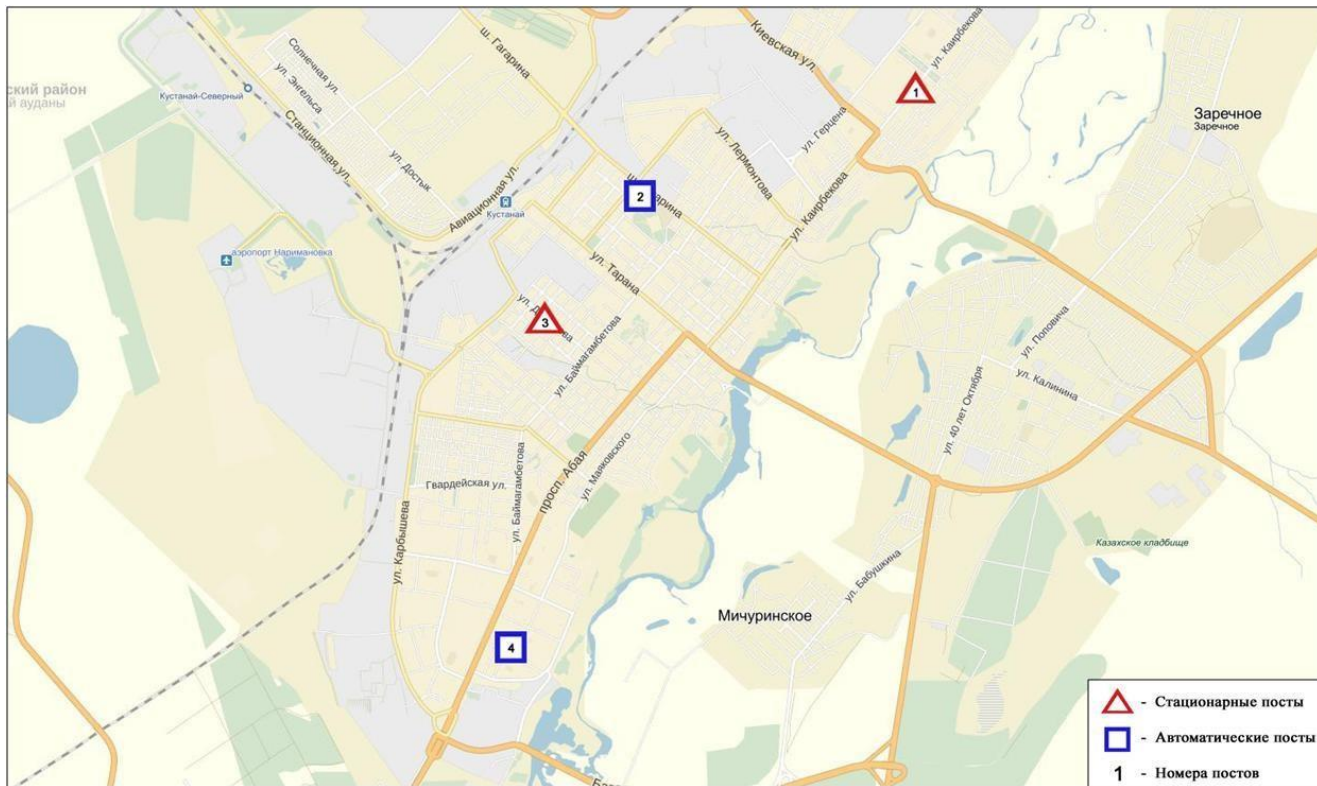 ш. Гагарина
Киевская ул.
ул. Каирбекова
Солнечная ул.
ул. Энгельса
ский район
й ауданы
Кустанай-Северный
1
Заречное
Заречное
Станционная ул.
ул. Достык
Авиационная ул.
ул. Лермонтова
ул. Герцена
2
Кустанай
ул. Каирбекова
аэропорт Наримановка
ул. Тарана
3
ул. Баймагамбетова
ул. Поповича
ул. Калинина
ул. 40 лет Октября
просп. Абая
ул. Маяковского
Гвардейская ул.
ул. Баймагамбетова
ул. Карбышева
Казахское кладбище
ул. Бабушкина
Мичуринское
4
- Стационарные посты
- Автоматические посты
1 - Номера постов